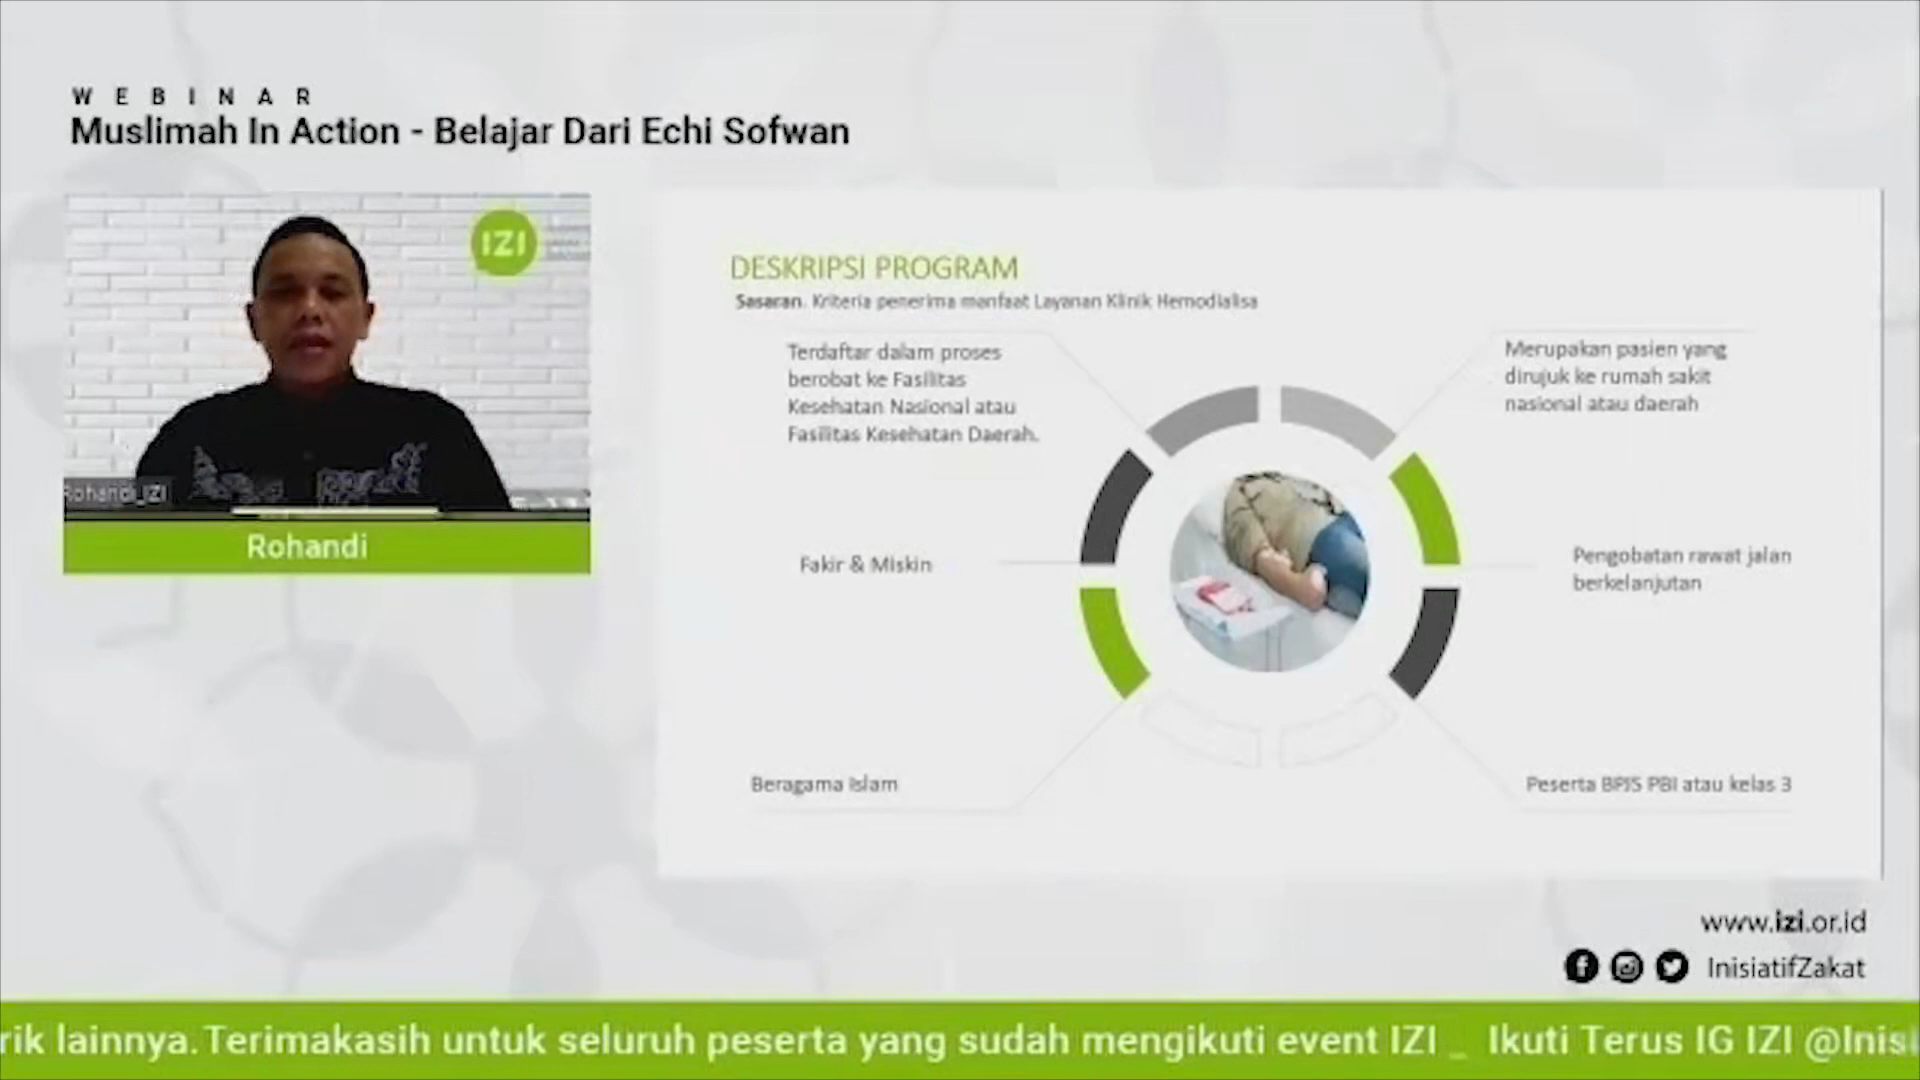 WEBINAR
Muslimah In Action - Belajar Dari Echi Sofwan
IZI
Rohandi_IZI
Rohandi
DESKRIPSI PROGRAM
Sasaran. Kriteria penerima manfaat Layanan Klinik Hemodialisa
Terdaftar dalam proses
berobat ke Fasilitas
Kesehatan Nasional atau
Fasilitas Kesehatan Daerah.
Merupakan pasien yang
dirujuk ke rumah sakit
nasional atau daerah
Fakir & Miskin
Pengobatan rawat jalan
berkelanjutan
Beragama Islam
Peserta BPJS PBI atau kelas 3
www.izi.or.id
InisiatifZakat
rik lainnya. Terimakasih untuk seluruh peserta yang sudah mengikuti event IZI _ Ikuti Terus IG IZI @Inisi